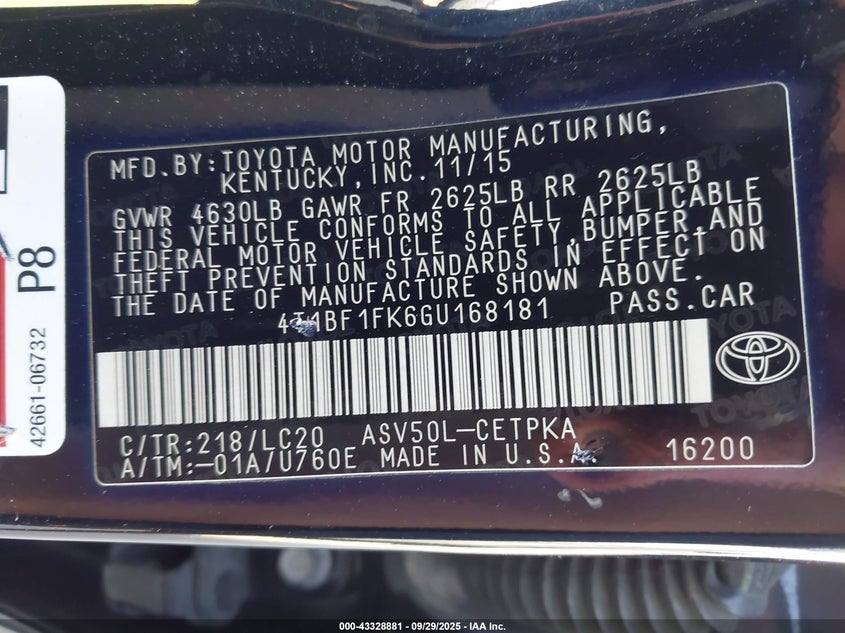 MFD.BY:TOYOTA MOTOR MANUFACTURING,
KENTUCKY,INC.11/15
GVWR 4630LB GAWR FR 2625LB RR 2625LB
THIS VEHICLE CONFORMS TO ALL APPLICABLE
FEDERAL MOTOR VEHICLE SAFETY,BUMPER,AND
THEFT PREVENTION STANDARDS IN EFFECT ON
THE DATE OF MANUFACTURE SHOWN ABOVE.
4T1BF1FK6GU168181 PASS.CAR
C/TR:218/LC20 ASV50L-CETPKA
A/TM:-01A/U760E MADE IN U.S.A. 16200
P8
42661-06732
000-43328881 / 09/29/2025 - IAA Inc.